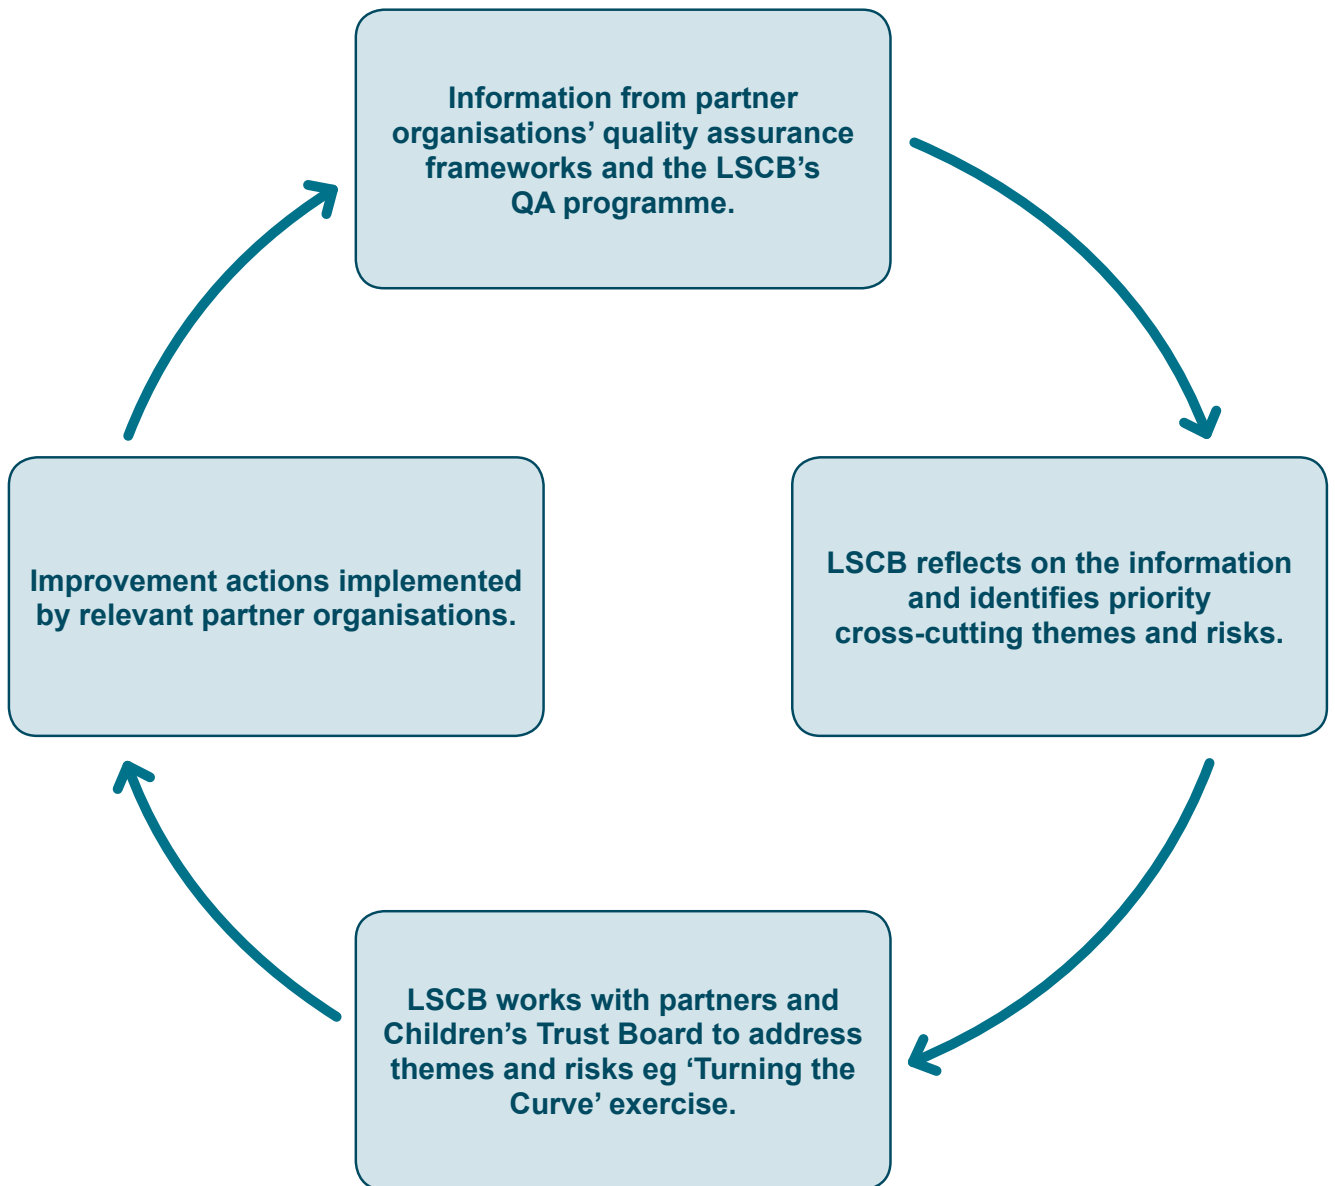 Information from partner
organisations’ quality assurance
frameworks and the LSCB’s
QA programme.
LSCB reflects on the information
and identifies priority
cross-cutting themes and risks.
LSCB works with partners and
Children’s Trust Board to address
themes and risks eg ‘Turning the
Curve’ exercise.
Improvement actions implemented
by relevant partner organisations.